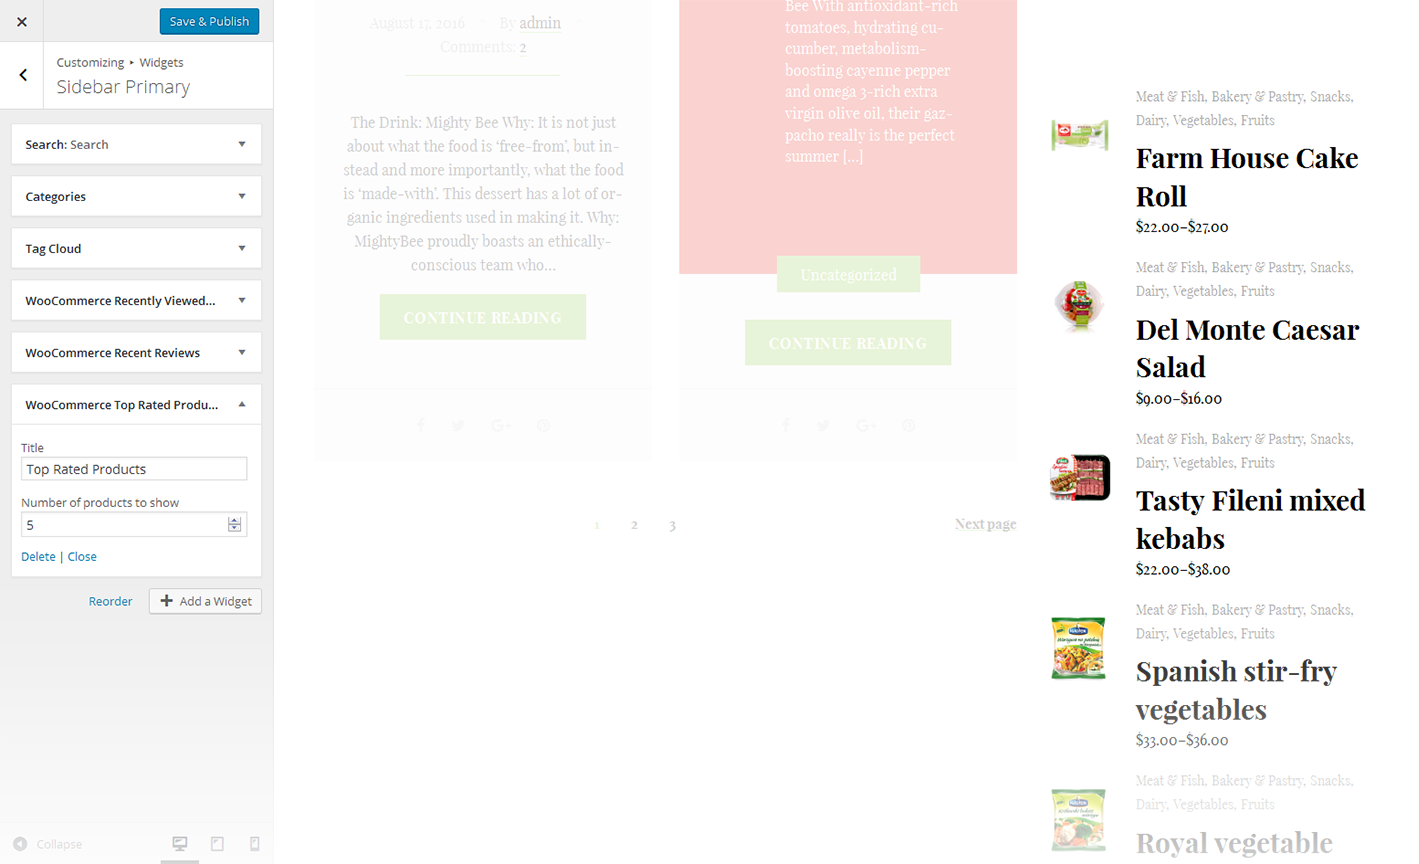 Save & Publish
Customizing ▸ Widgets
Sidebar Primary
Search: Search
Categories
Tag Cloud
WooCommerce Recently Viewed...
WooCommerce Recent Reviews
WooCommerce Top Rated Produ...
Title
Top Rated Products
Number of products to show
5
Delete | Close
Reorder
Add a Widget
Collapse
August 17, 2016
By admin
Comments: 2
The Drink: Mighty Bee Why: It is not just
about what the food is ‘free-from’, but in-
stead and more importantly, what the food
is ‘made-with’. This dessert has a lot of or-
ganic ingredients used in making it. Why:
MightyBee proudly boasts an ethically-
conscious team who...
CONTINUE READING
Bee With antioxidant-rich
tomatoes, hydrating cu-
cumber, metabolism-
boosting cayenne pepper
and omega 3-rich extra
virgin olive oil, their gaz-
pacho really is the perfect
summer [...]
Uncategorized
CONTINUE READING
1 2 3
Next page
Meat & Fish, Bakery & Pastry, Snacks,
Dairy, Vegetables, Fruits
Farm House Cake
Roll
$22.00–$27.00
Meat & Fish, Bakery & Pastry, Snacks,
Dairy, Vegetables, Fruits
Del Monte Caesar
Salad
$9.00–$16.00
Meat & Fish, Bakery & Pastry, Snacks,
Dairy, Vegetables, Fruits
Tasty Fileni mixed
kebabs
$22.00–$38.00
Meat & Fish, Bakery & Pastry, Snacks,
Dairy, Vegetables, Fruits
Spanish stir-fry
vegetables
$33.00–$36.00
Meat & Fish, Bakery & Pastry, Snacks,
Dairy, Vegetables, Fruits
Royal vegetable